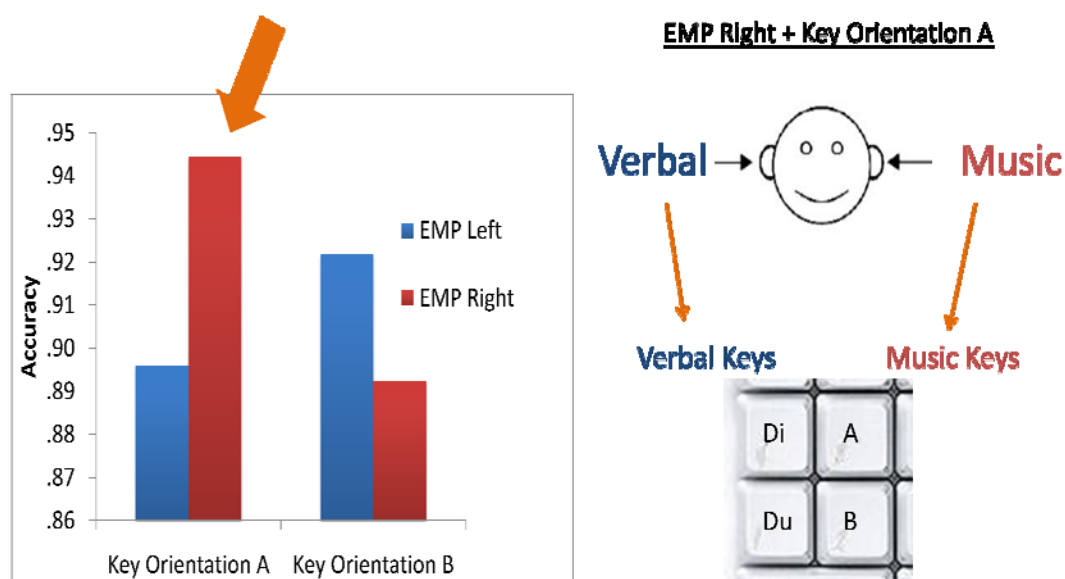 EMP Right + Key Orientation A
.95
.94
.93
.92
.91
.90
.89
.88
.87
.86
Accuracy
EMP Left
EMP Right
Key Orientation A
Key Orientation B
Verbal
Music
Verbal Keys
Music Keys
Di
A
Du
B